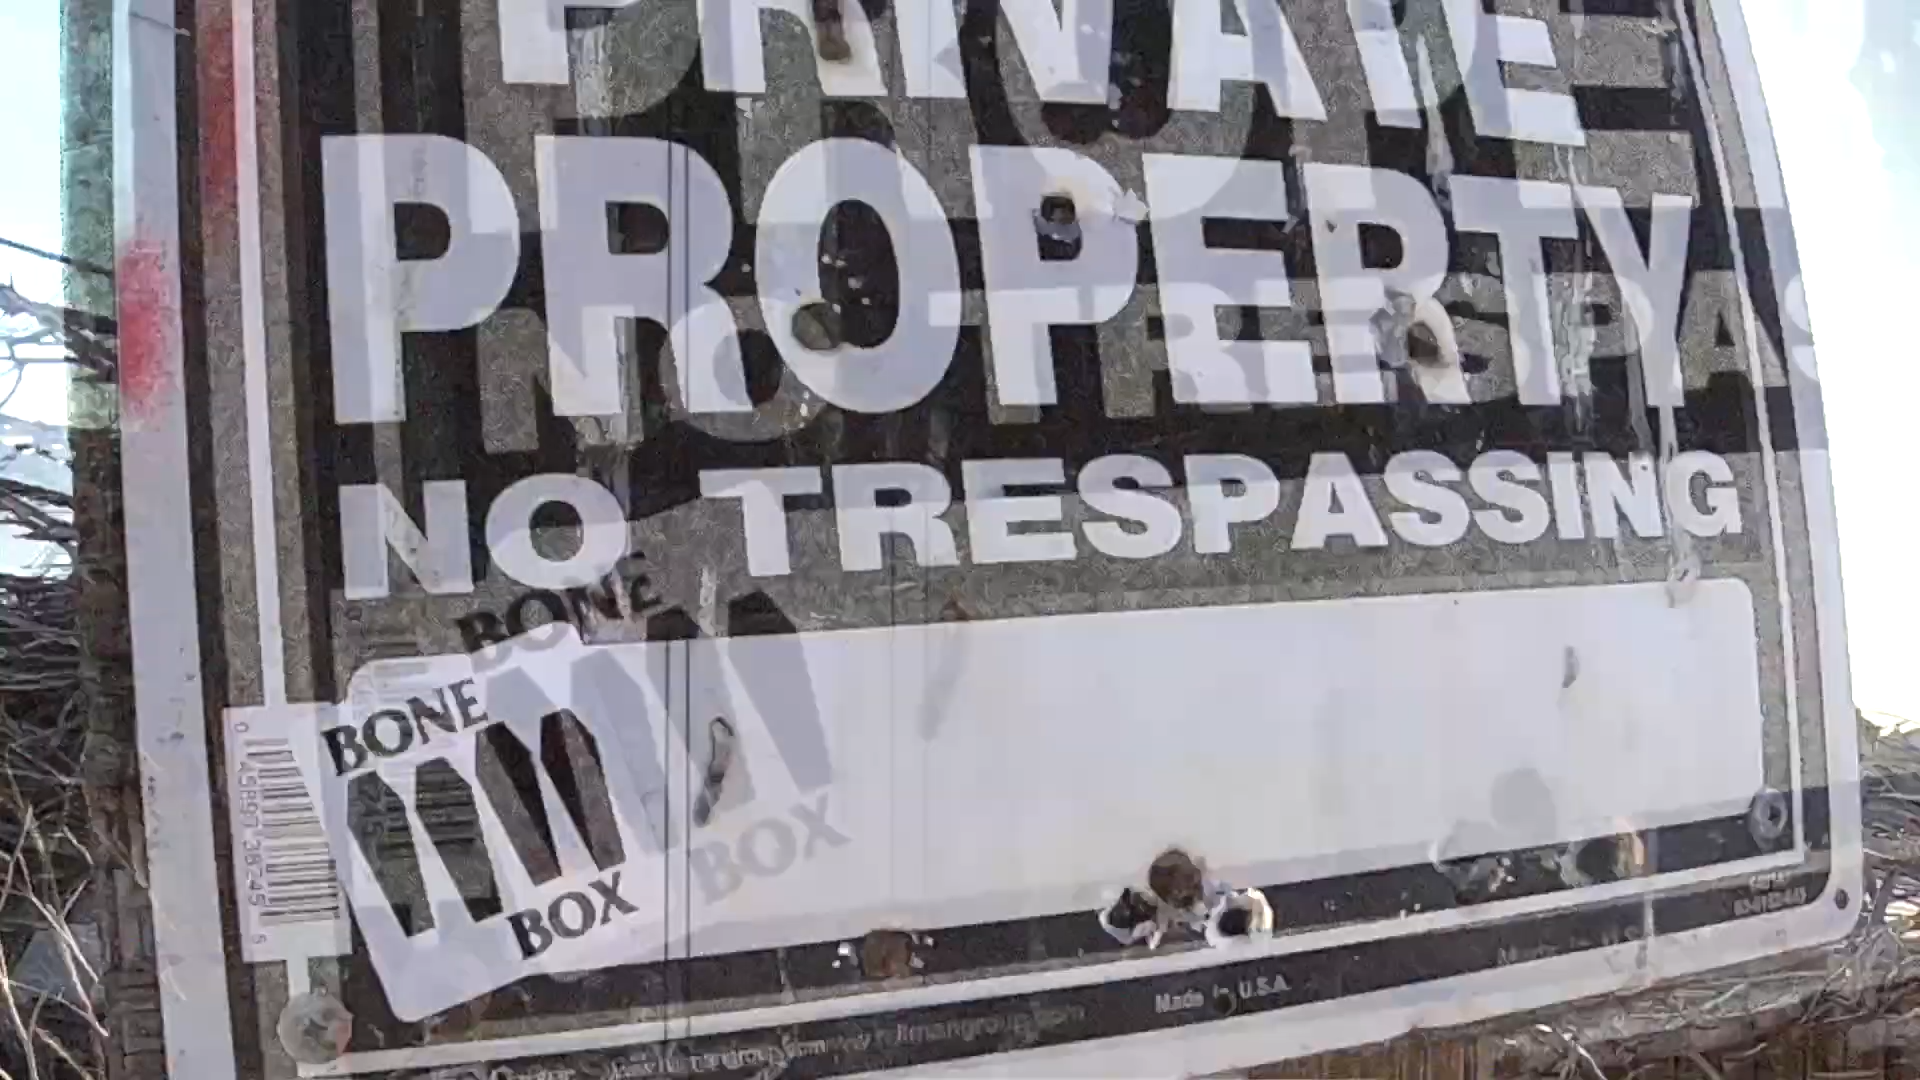 PRIVATE
PROPERTY
NO TRESPASSING
BONE
BOX
Made in U.S.A.